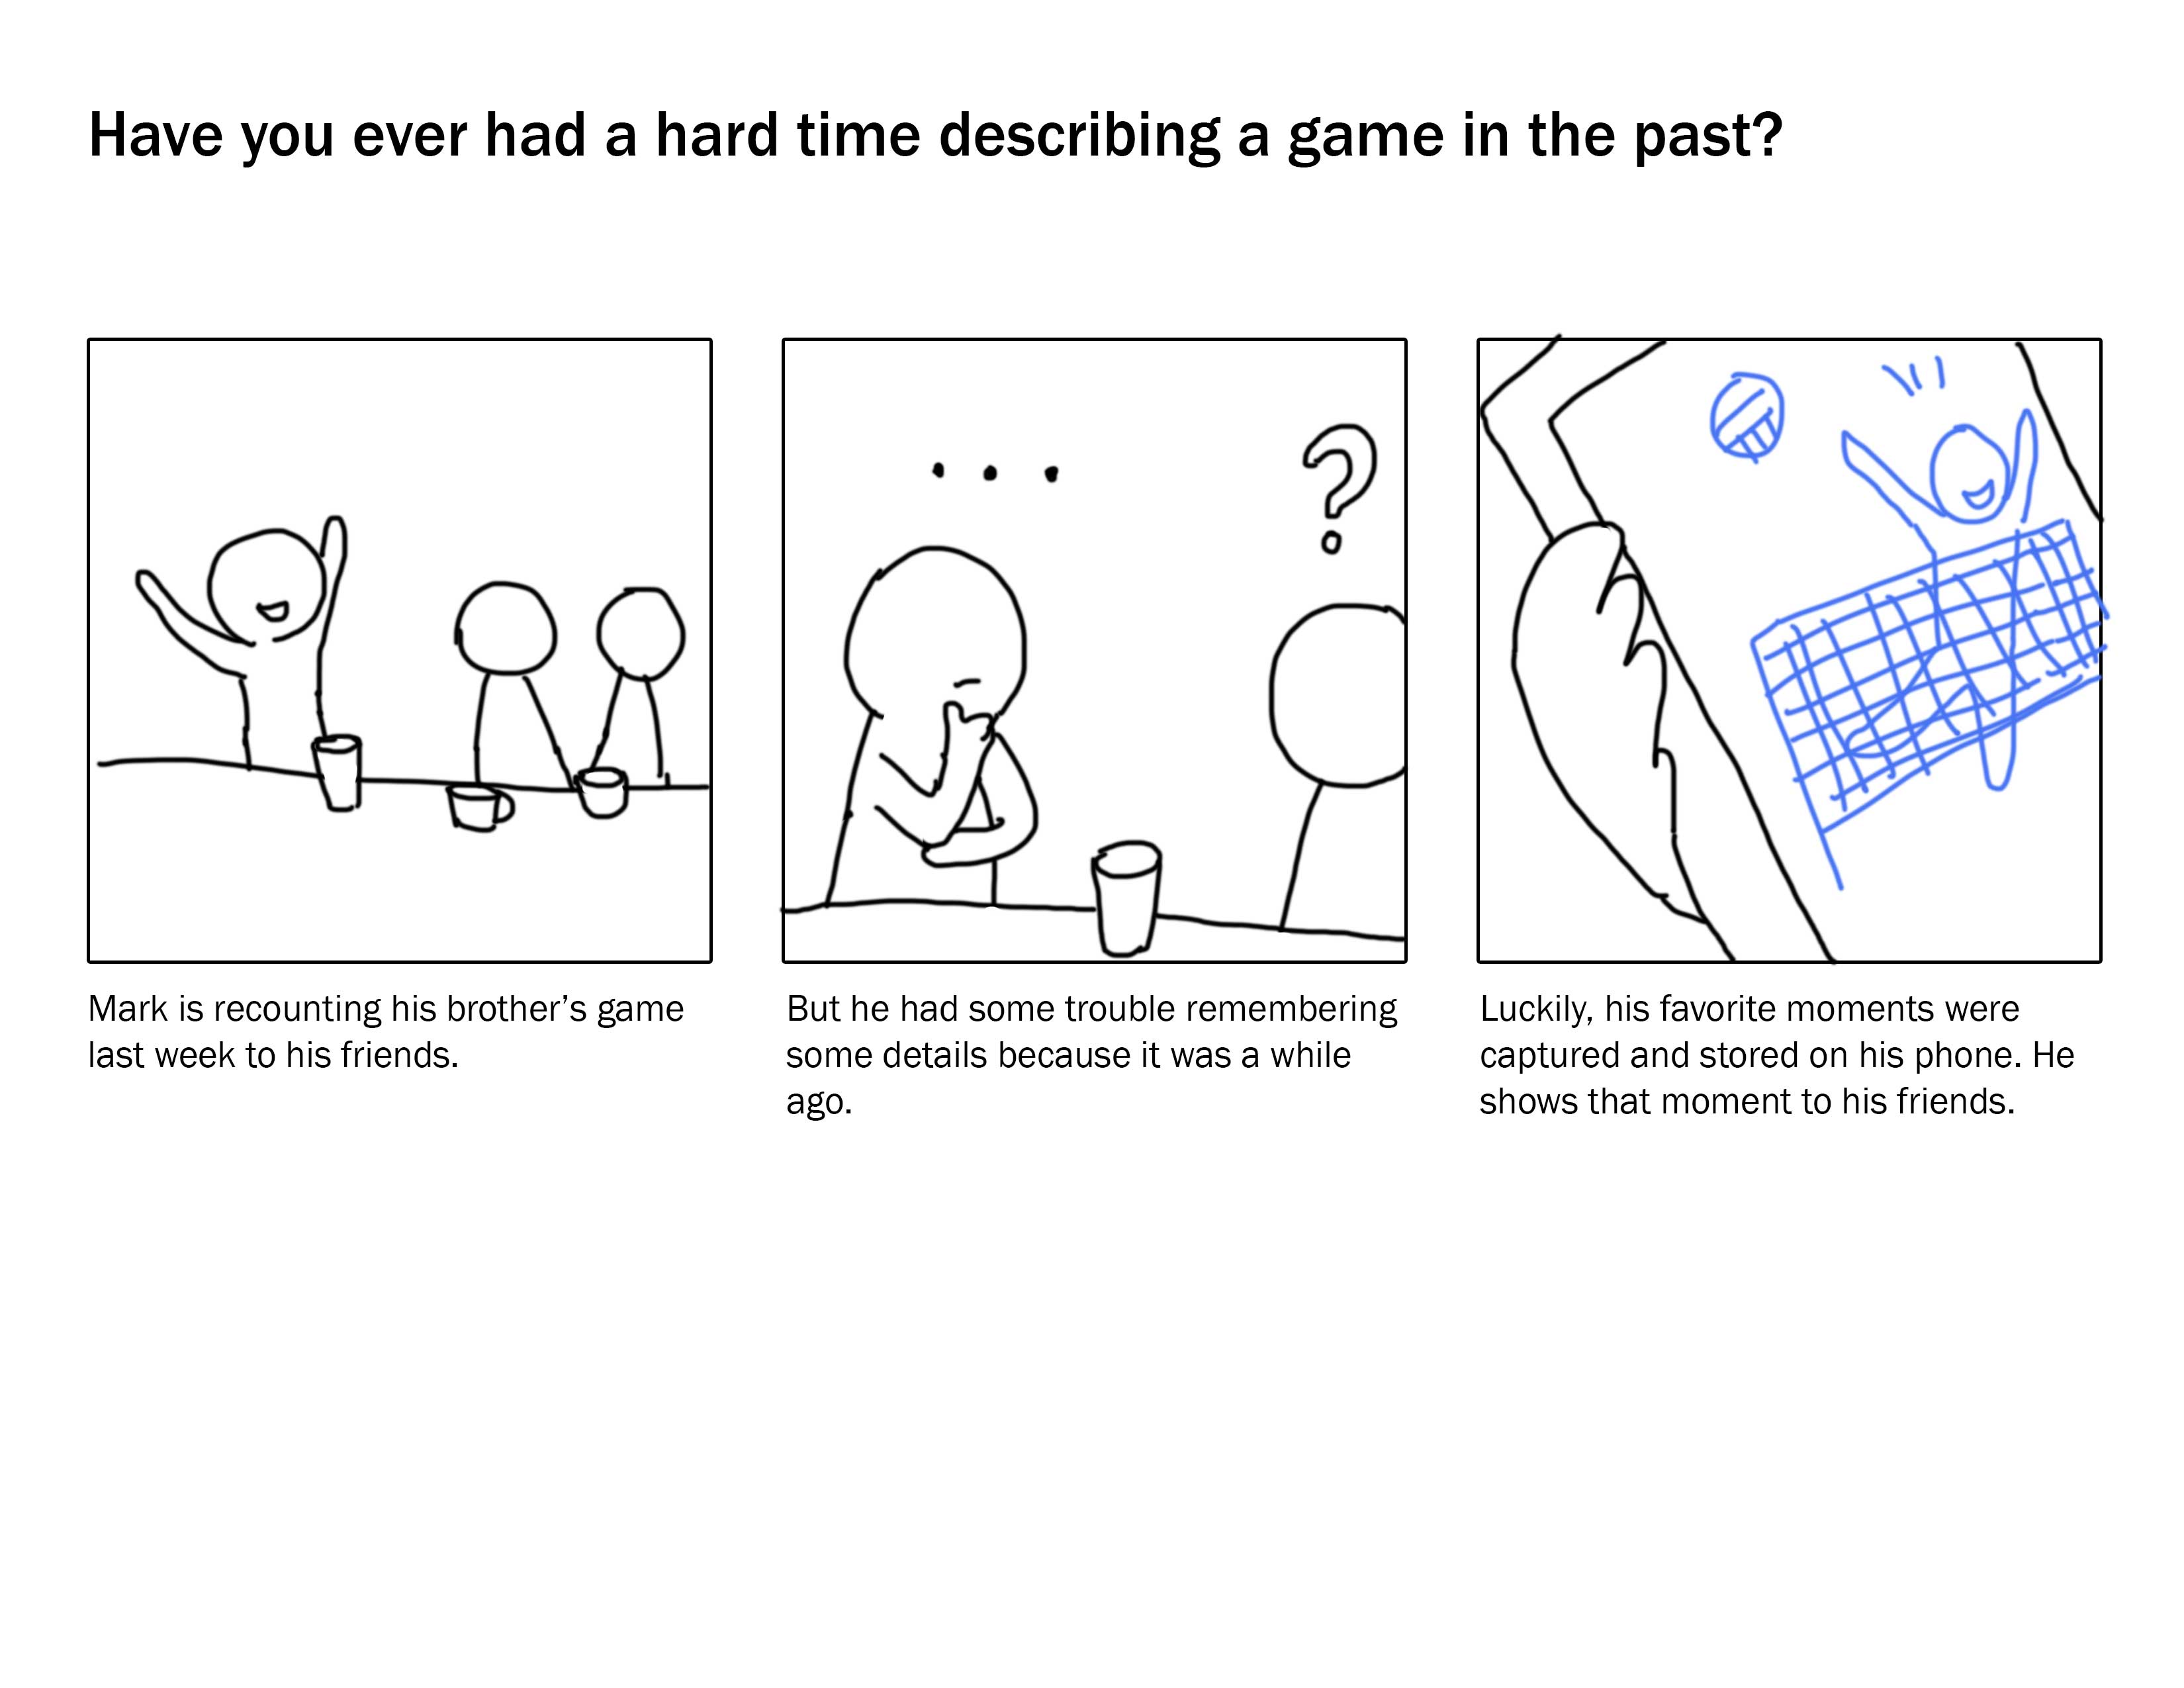 Have you ever had a hard time describing a game in the past?
. . .
?
Mark is recounting his brother’s game
last week to his friends.
But he had some trouble remembering
some details because it was a while
ago.
Luckily, his favorite moments were
captured and stored on his phone. He
shows that moment to his friends.